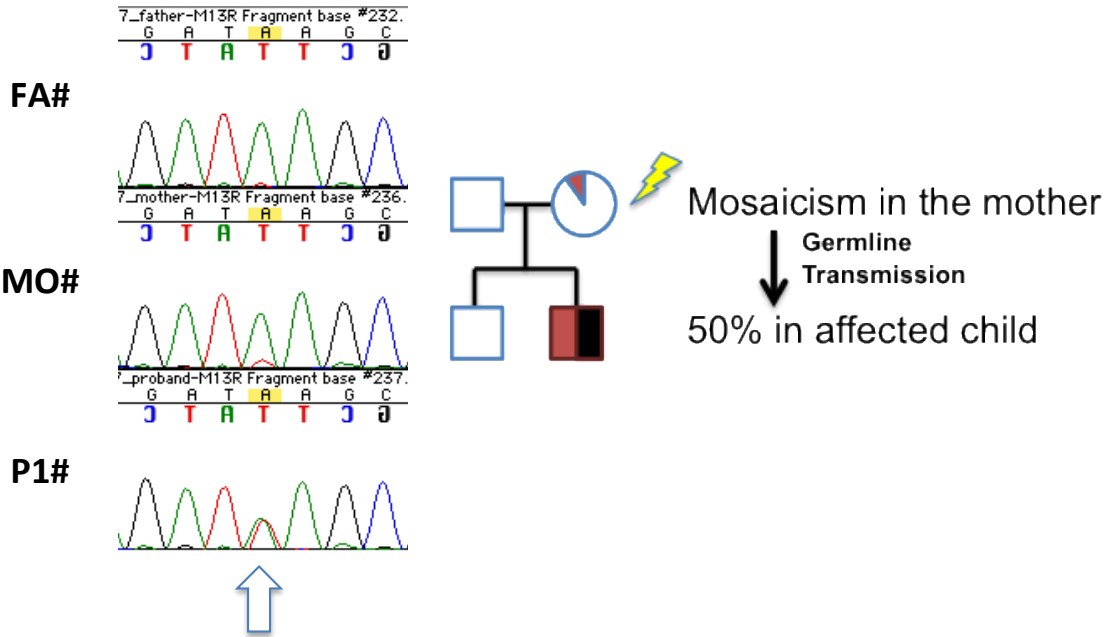 7_father-M13R Fragment base #232.
G A T A A G C
C T A T T C G
FA#
7_mother-M13R Fragment base #236.
G A T A A G C
C T A T T C G
MO#
7_proband-M13R Fragment base #237.
G A T A A G C
C T A T T C G
P1#
Mosaicism in the mother
Germline
Transmission
50% in affected child